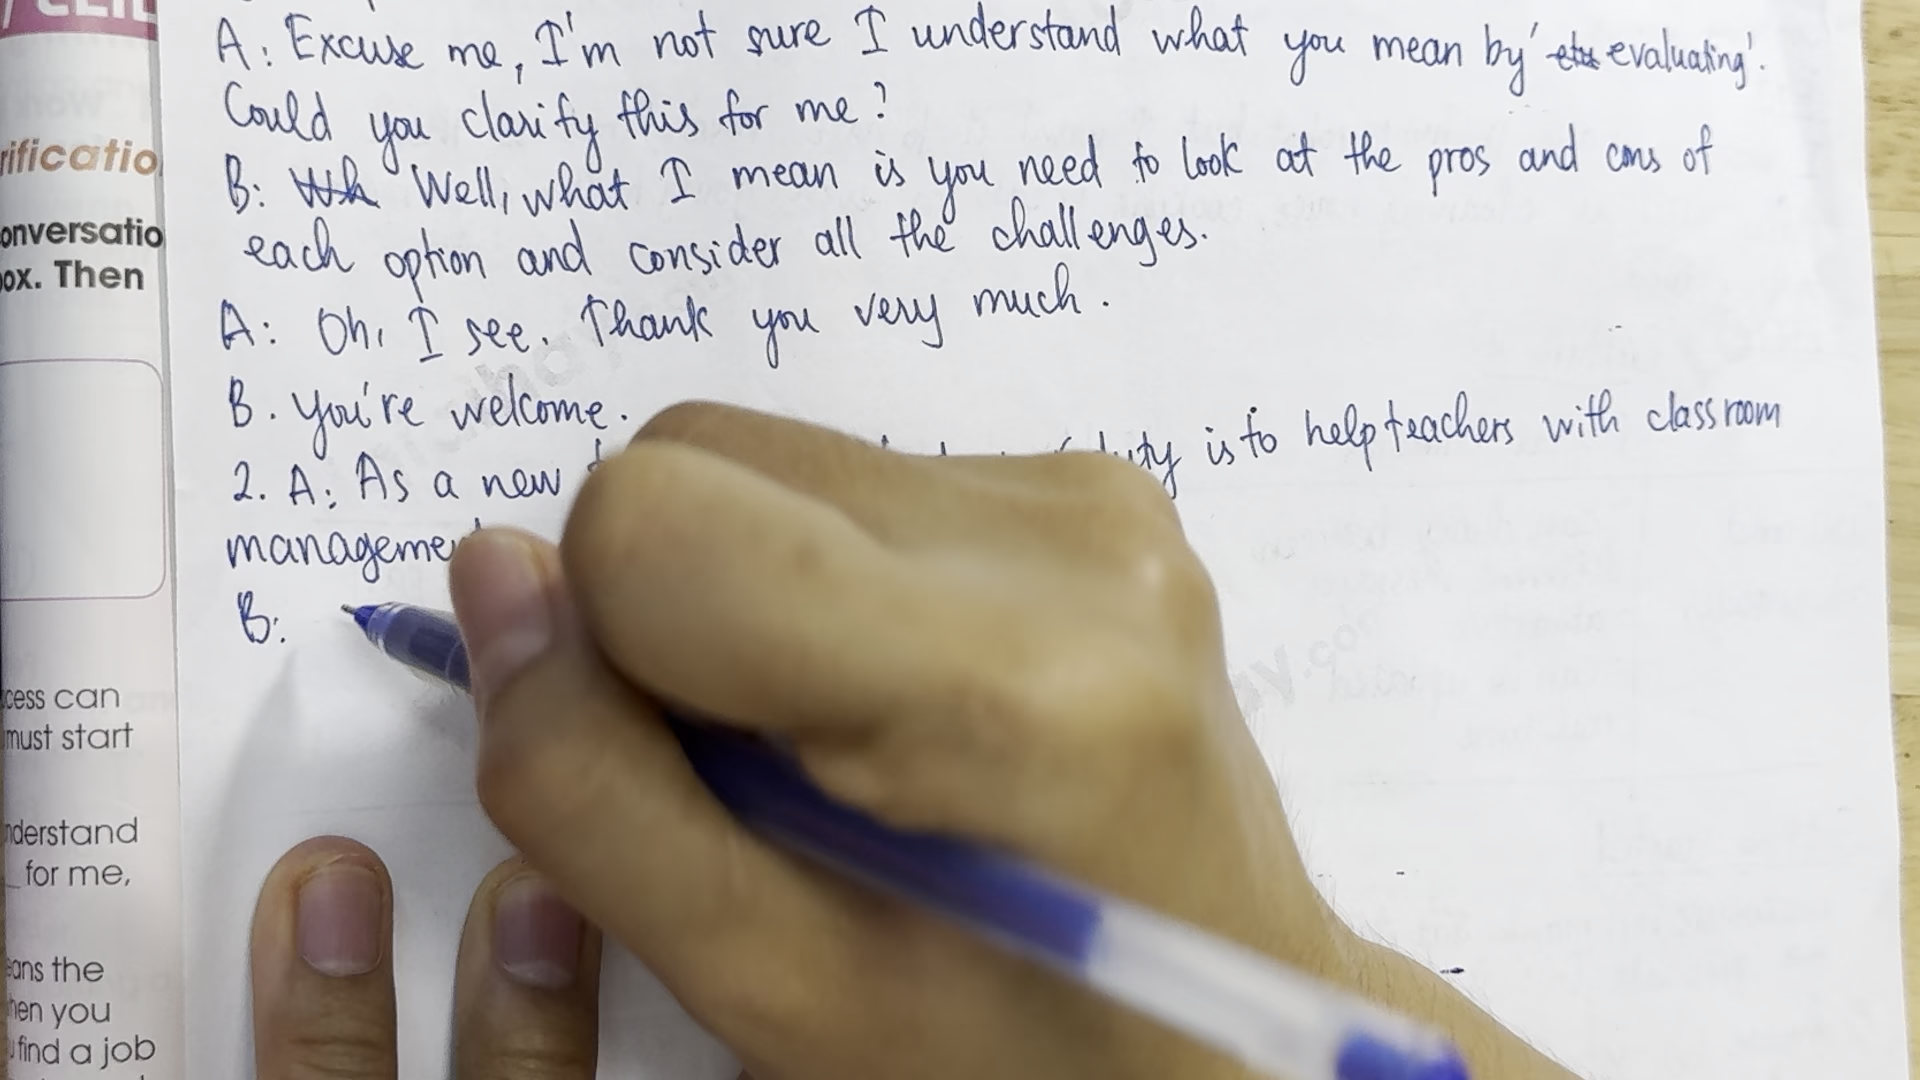 A: Excuse me, I'm not sure I understand what you mean by 'evaluating'.
Could you clarify this for me?
B: Well, what I mean is you need to look at the pros and cons of
each option and consider all the challenges.
A: Oh, I see. Thank you very much.
B. You're welcome.
2. A: As a new is to help teachers with classroom
B:
onversatio
ox. Then
cess can
must start
nderstand
for me,
ans the
en you
find a job